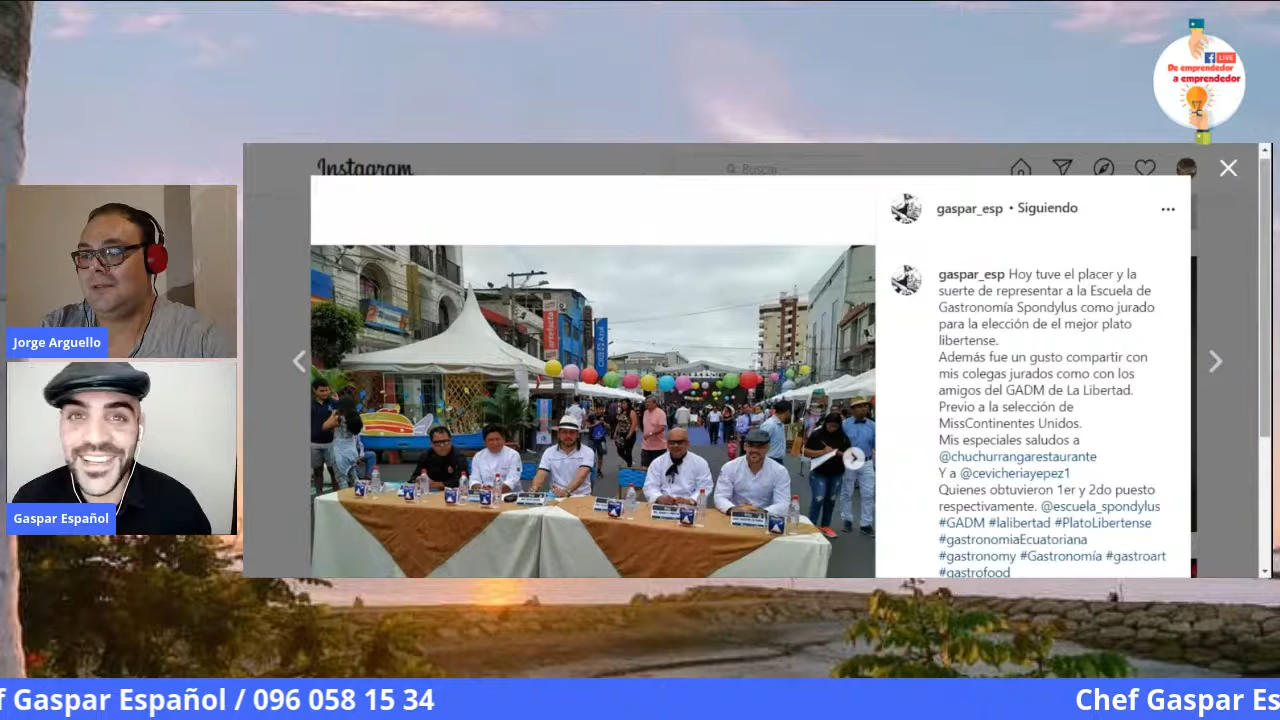 De emprendedor
LIVE
a emprendedor
Instagram
Busca
gaspar_esp • Siguiendo
gaspar_esp Hoy tuve el placer y la
suerte de representar a la Escuela de
Gastronomía Spondylus como jurado
para la elección de el mejor plato
libertense.
Además fue un gusto compartir con
mis colegas jurados como con los
amigos del GADM de La Libertad.
Previo a la selección de
MissContinentes Unidos.
Mis especiales saludos a
@chuchurrangarestaurante
Y a @cevicheriayepez1
Quienes obtuvieron 1er y 2do puesto
respectivamente. @escuela_spondylus
#GADM #lalibertad #PlatoLibertense
#gastronomiaEcuatoriana
#gastronomy #Gastronomía #gastroart
#gastrofood
artefacta
Jorge Arguello
Gaspar Español
f Gaspar Español / 096 058 15 34
Chef Gaspar Es